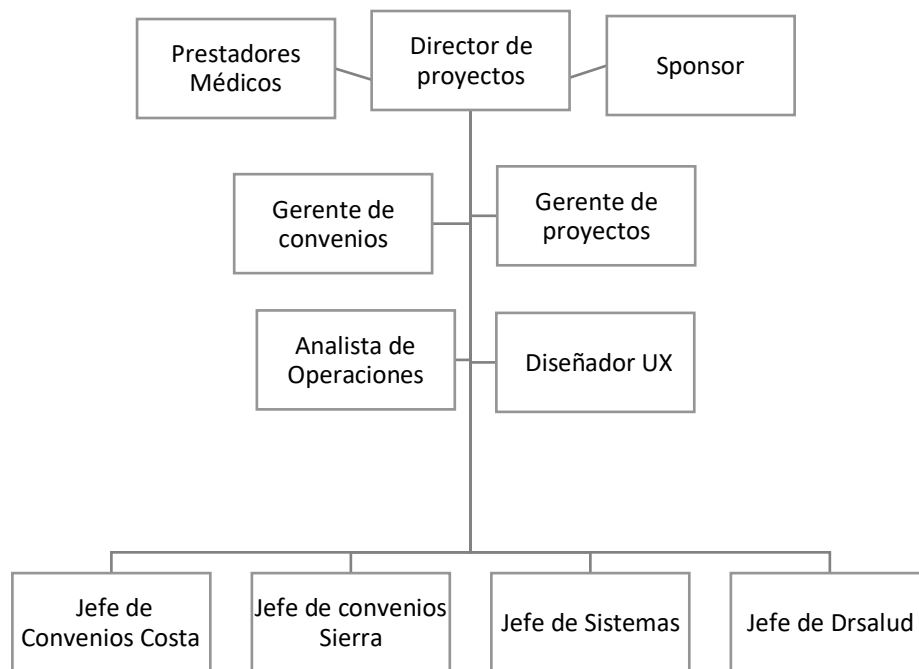 Prestadores
Médicos
Director de
proyectos
Sponsor
Gerente de
convenios
Gerente de
proyectos
Analista de
Operaciones
Diseñador UX
Jefe de
Convenios Costa
Jefe de convenios
Sierra
Jefe de Sistemas
Jefe de Drsalud